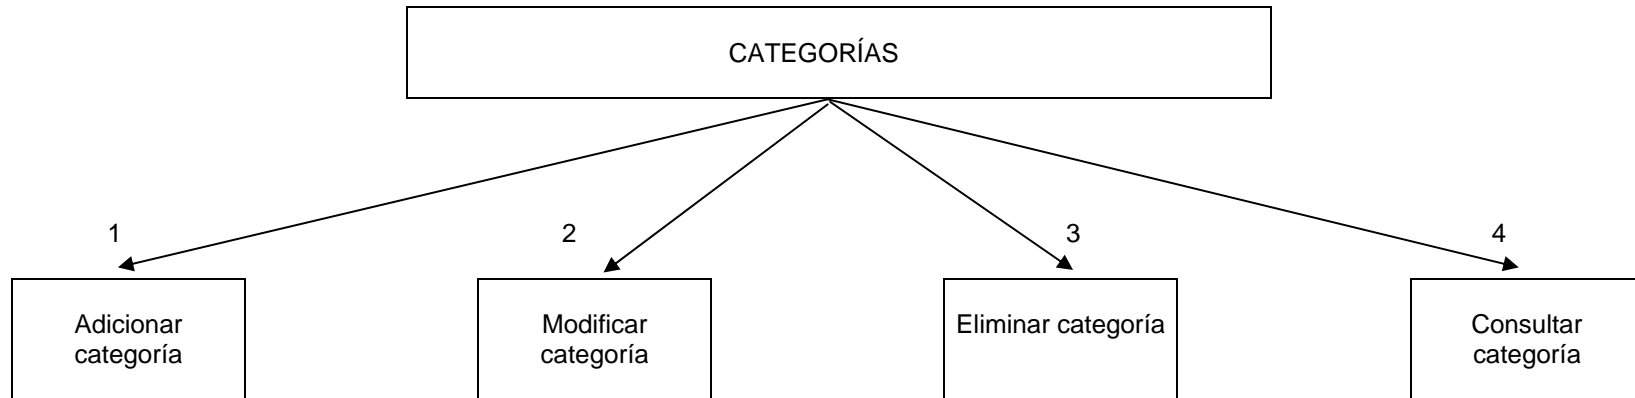 CATEGORÍAS
1
2
3
4
Adicionar
categoría
Modificar
categoría
Eliminar categoría
Consultar
categoría